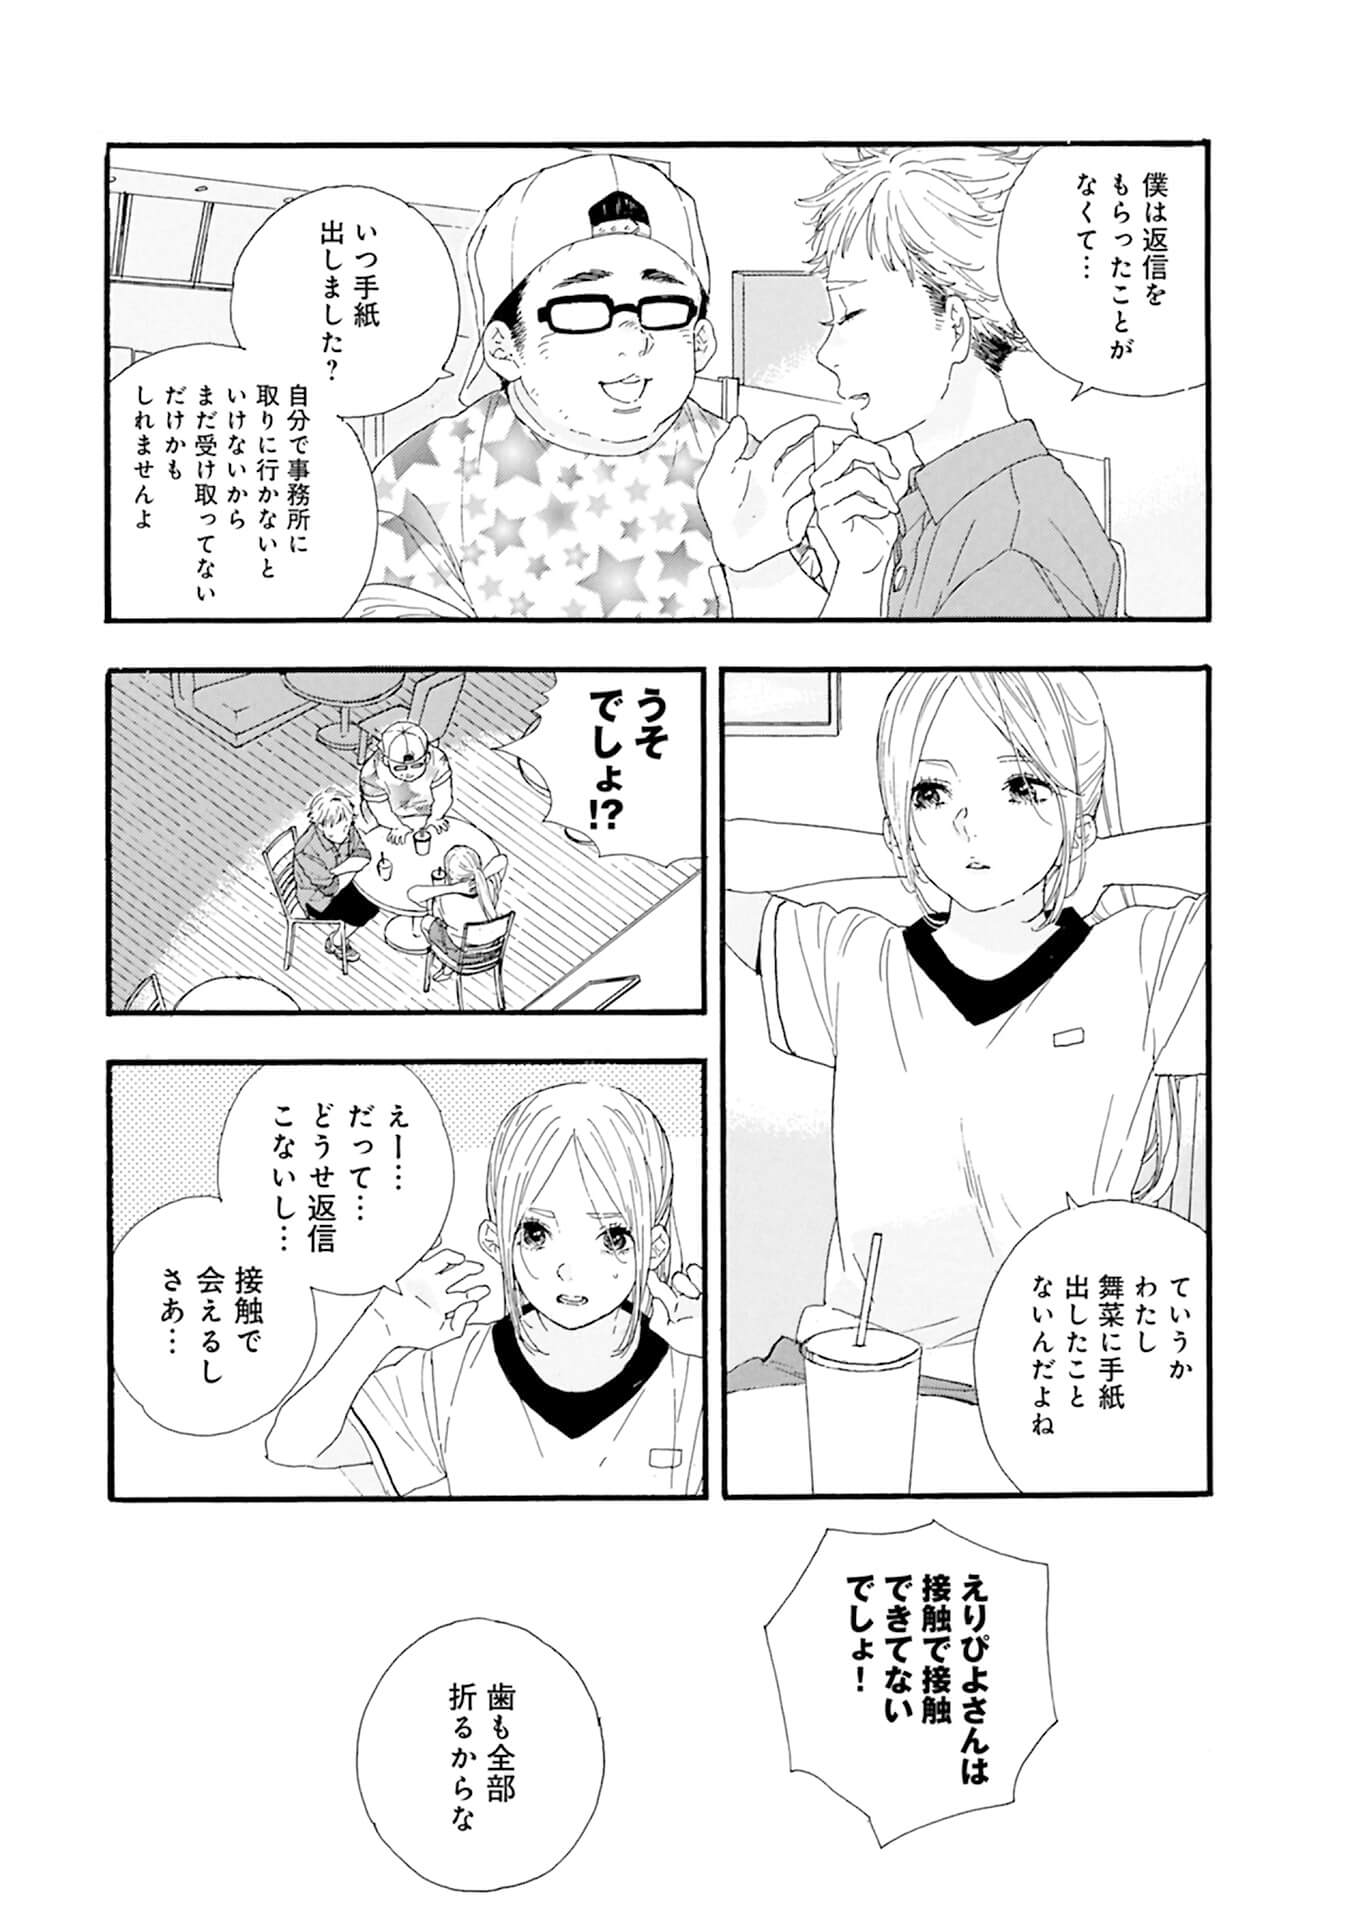 僕は返信を
もらったことが
なくて…
いつ手紙
出しました?
自分で事務所に
取りに行かないと
いけないから
まだ受け取ってない
だけかも
しれませんよ
ていうか
わたし
舞菜に手紙
出したこと
ないんだよね
うそ
でしょ!?
えー…
だって…
どうせ返信
こないし…
接触で
会えるし
さあ…
えりぴよさんは
接触で接触
できてない
でしょ!
歯も全部
折るからな